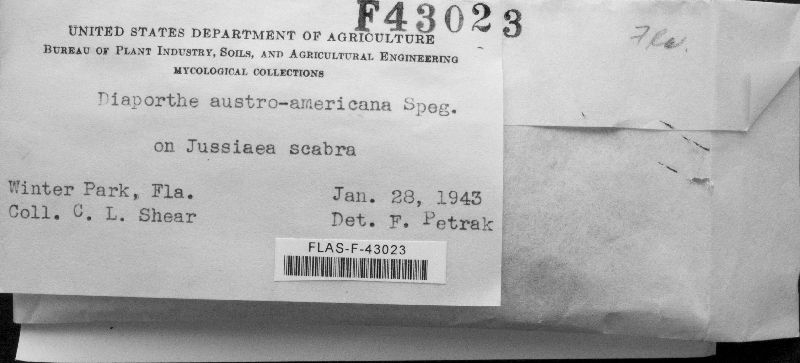 F43023
UNITED STATES DEPARTMENT OF AGRICULTURE
BUREAU OF PLANT INDUSTRY, SOILS, AND AGRICULTURAL ENGINEERING
MYCOLOGICAL COLLECTIONS
Diaporthe austro-americana Speg.
on Jussiaea scabra
Winter Park, Fla.
Jan. 28, 1943
Coll. C. L. Shear
Det. F. Petrak
FLAS-F-43023